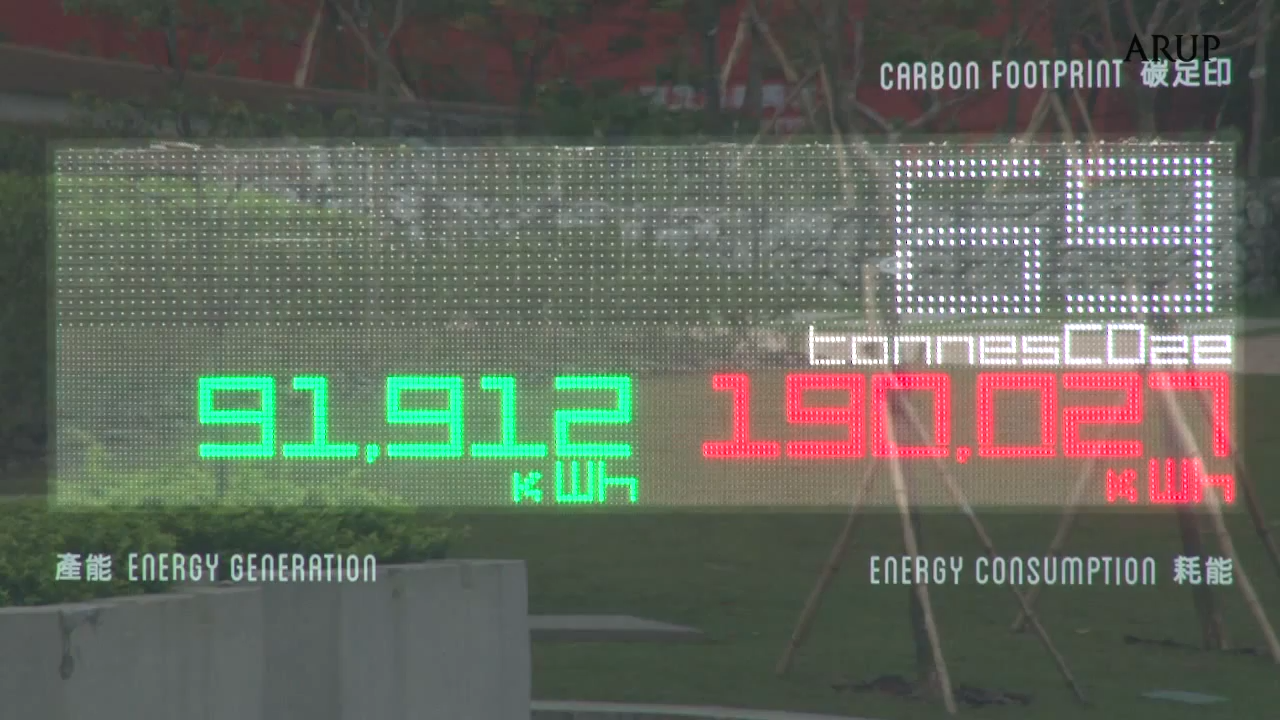 ARUP
CARBON FOOTPRINT 碳足印
59
tonnesCO2e
91,912 190,027
kWh kWh
產能 ENERGY GENERATION
ENERGY CONSUMPTION 耗能